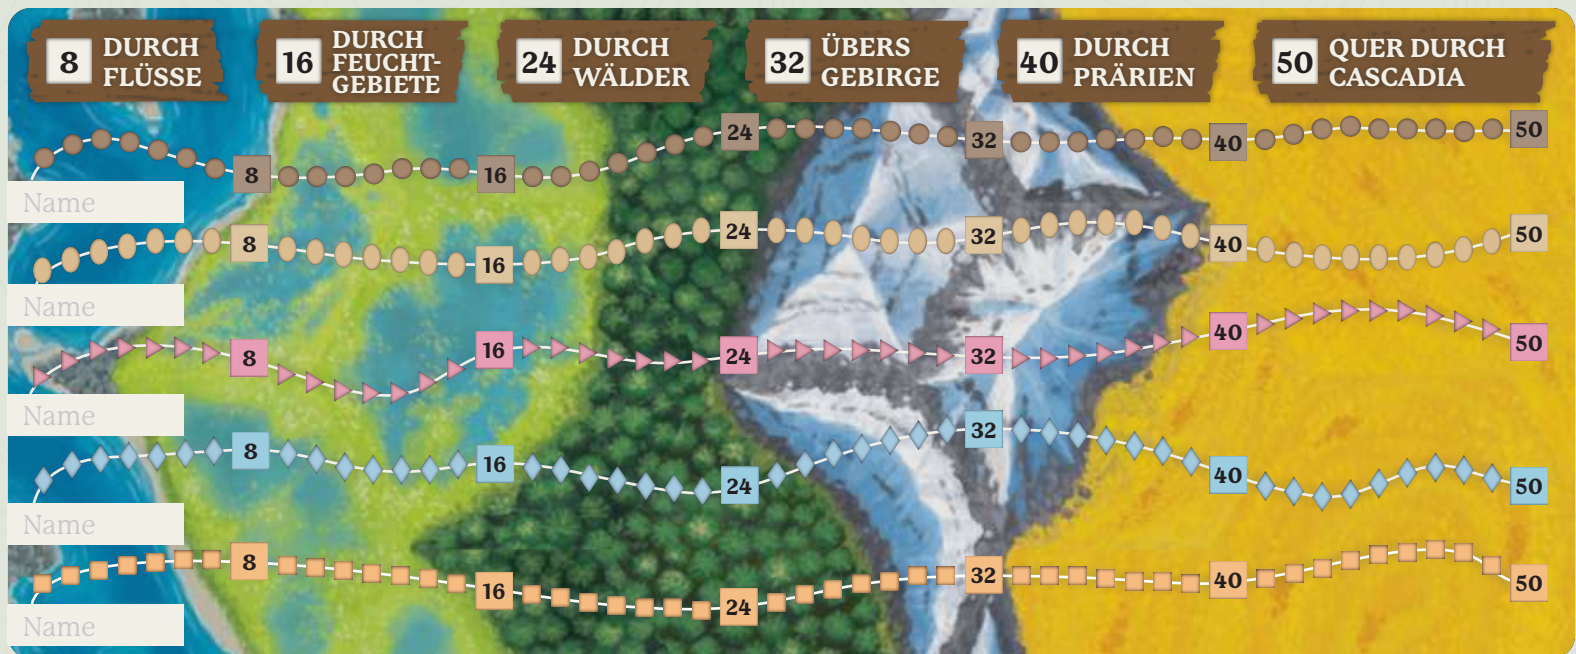 8 DURCH
FLÜSSE
16 DURCH
FEUCHT-
GEBIETE
24 DURCH
WÄLDER
32 ÜBERS
GEBIRGE
40 DURCH
PRÄRIEN
50 QUER DURCH
CASCADIA
8 16 24 32 40 50
Name
8 16 24 32 40 50
Name
8 16 24 32 40 50
Name
8 16 24 32 40 50
Name
8 16 24 32 40 50
Name